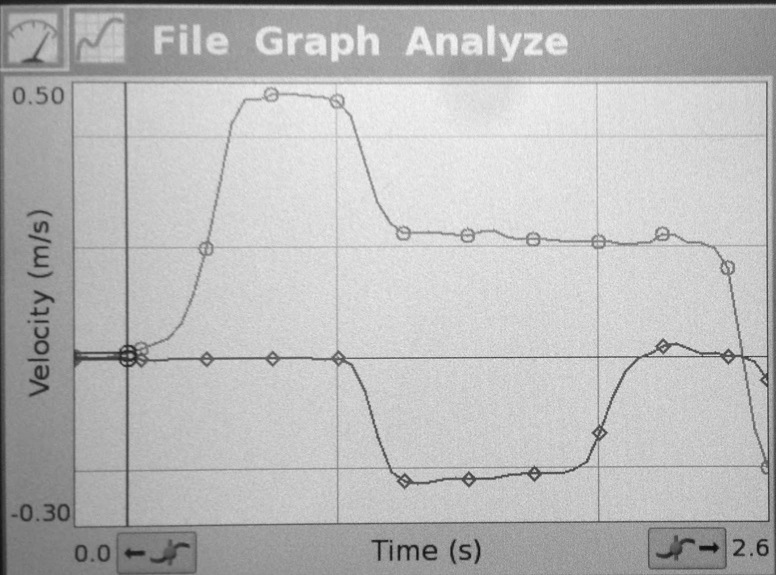 File Graph Analyze
0.50
Velocity (m/s)
-0.30
0.0 Time (s) 2.6